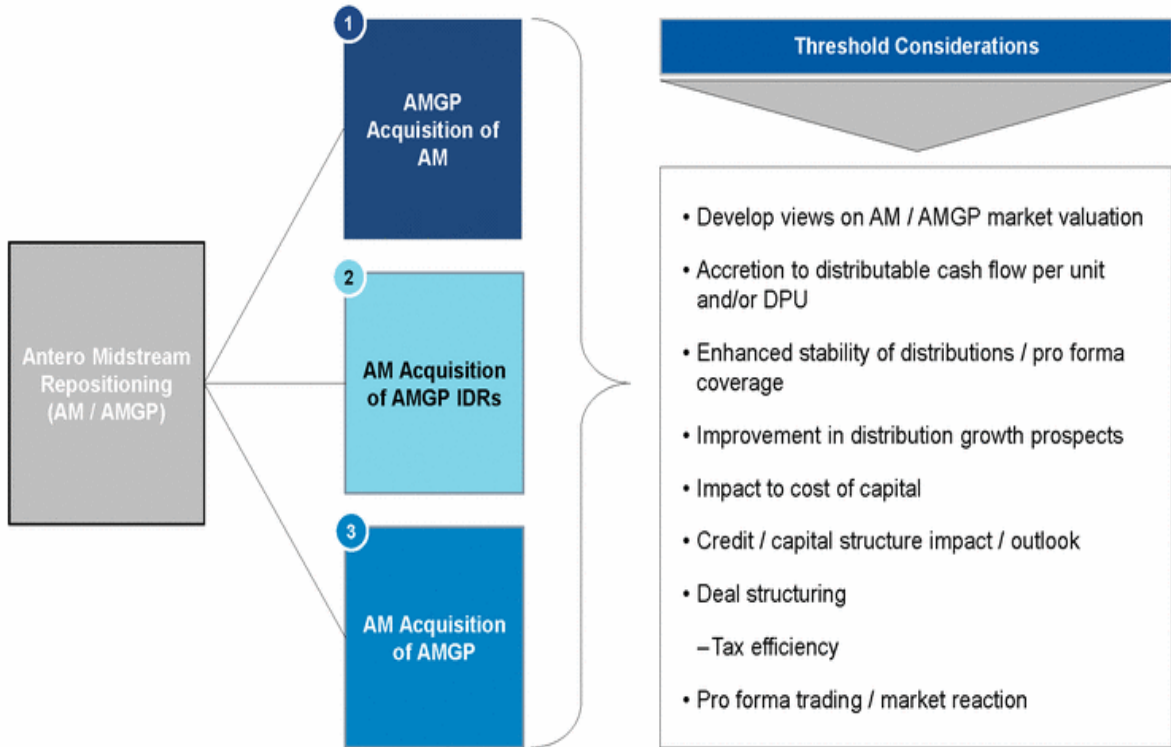 Antero Midstream
Repositioning
(AM / AMGP)
1
AMGP
Acquisition of
AM
2
AM Acquisition
of AMGP IDRs
3
AM Acquisition
of AMGP
Threshold Considerations
• Develop views on AM / AMGP market valuation
• Accretion to distributable cash flow per unit
and/or DPU
• Enhanced stability of distributions / pro forma
coverage
• Improvement in distribution growth prospects
• Impact to cost of capital
• Credit / capital structure impact / outlook
• Deal structuring
–Tax efficiency
• Pro forma trading / market reaction